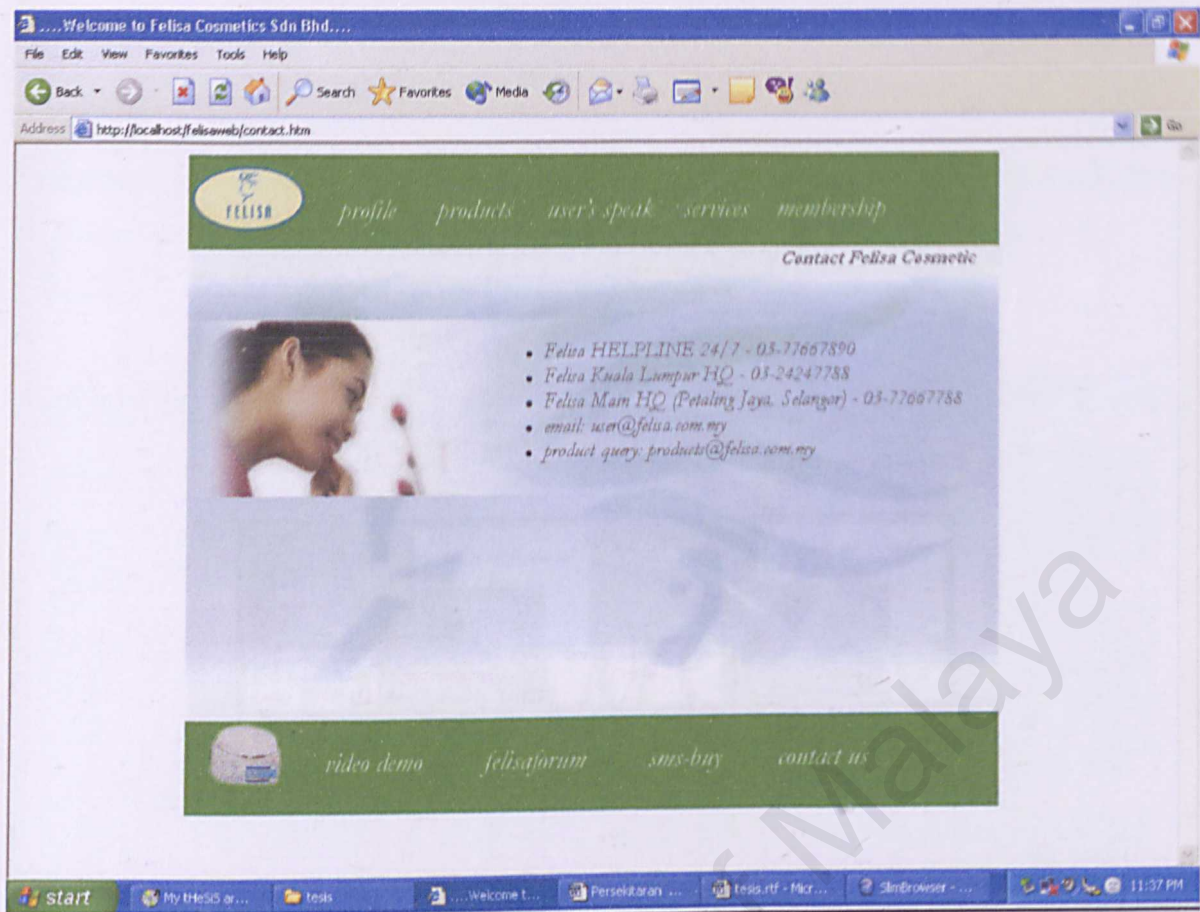 ....Welcome to Felisa Cosmetics Sdn Bhd....
File Edit View Favorites Tools Help
Back Search Favorites Media
Address http://localhost/felisaweb/contact.htm Go
FELISA
profile products user's speak services membership
Contact Felisa Cosmetic
• Felisa HELPLINE 24/7 - 03-77667890
• Felisa Kuala Lumpur HQ - 03-24247788
• Felisa Main HQ (Petaling Jaya, Selangor) - 03-77667788
• email: user@felisa.com.my
• product query: products@felisa.com.my
video demo felisaforum sms-buy contact us
Malaya
start My tHeSiS ar... tesis ....Welcome t... Persekitaran ... tesis.rtf - Micr... SlimBrowser - ... 11:37 PM